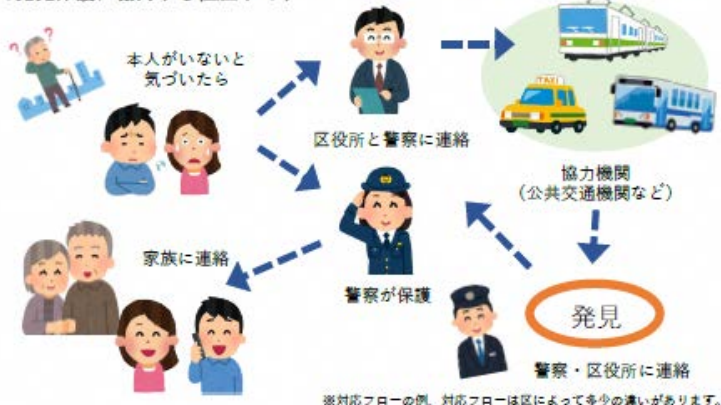 本人がいないと
気づいたら
区役所と警察に連絡
TAXI
協力機関
(公共交通機関など)
家族に連絡
警察が保護
発見
警察・区役所に連絡
※対応フローの例、対応フローは区によって多少の違いがあります。